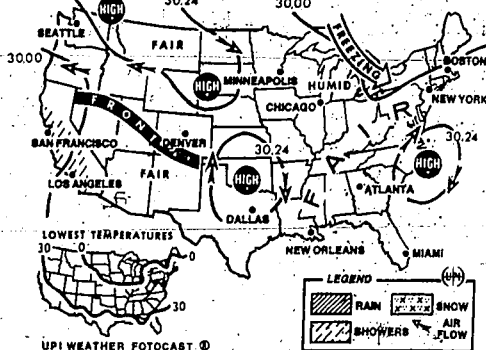 HIGH
30.24
30.00
SEATTLE
FAIR
FREEZING
BOSTON
30.00
HIGH
MINNEAPOLIS
HUMID
CHICAGO
NEW YORK
FRONT
SAN FRANCISCO
DENVER
30.24
30.24
FAIR
HIGH
HIGH
LOS ANGELES
FAIR
ATLANTA
DALLAS
NEW ORLEANS
MIAMI
LOWEST TEMPERATURES
30 0 0
30
LEGEND
RAIN
SNOW
SHOWERS
AIR
FLOW
UPI WEATHER FOTOCAST